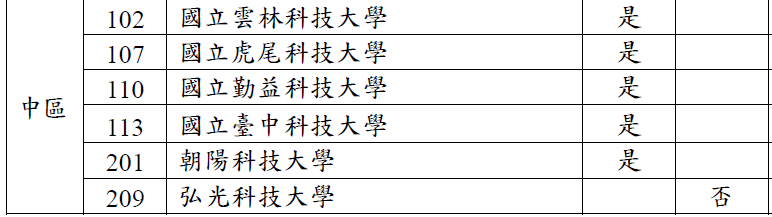 中區
102 國立雲林科技大學 是
107 國立虎尾科技大學 是
110 國立勤益科技大學 是
113 國立臺中科技大學 是
201 朝陽科技大學 是
209 弘光科技大學 否